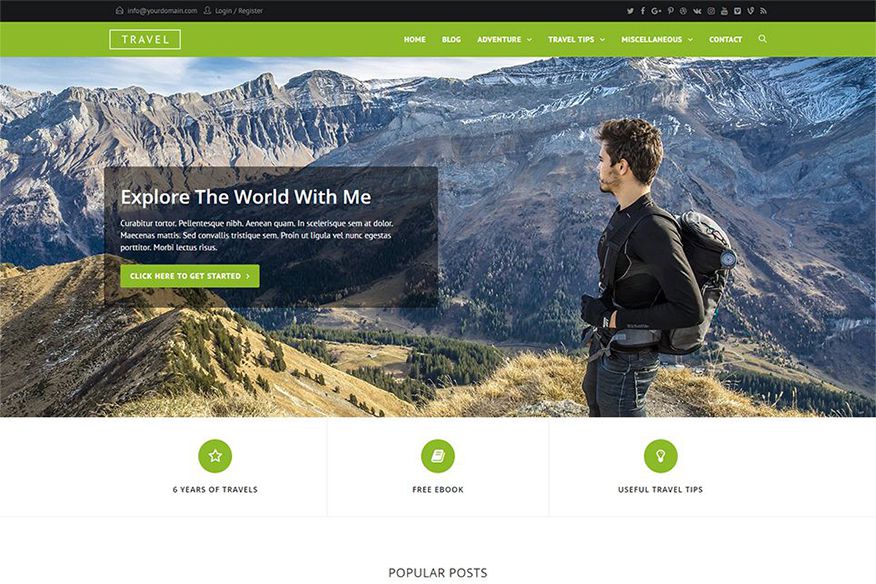 info@yourdomain.com Login / Register
TRAVEL
HOME BLOG ADVENTURE TRAVEL TIPS MISCELLANEOUS CONTACT
Explore The World With Me
Curabitur tortor. Pellentesque nibh. Aenean quam. In scelerisque sem at dolor.
Maecenas mattis. Sed convallis tristique sem. Proin ut ligula vel nunc egestas
porttitor. Morbi lectus risus.
CLICK HERE TO GET STARTED
6 YEARS OF TRAVELS
FREE EBOOK
USEFUL TRAVEL TIPS
POPULAR POSTS